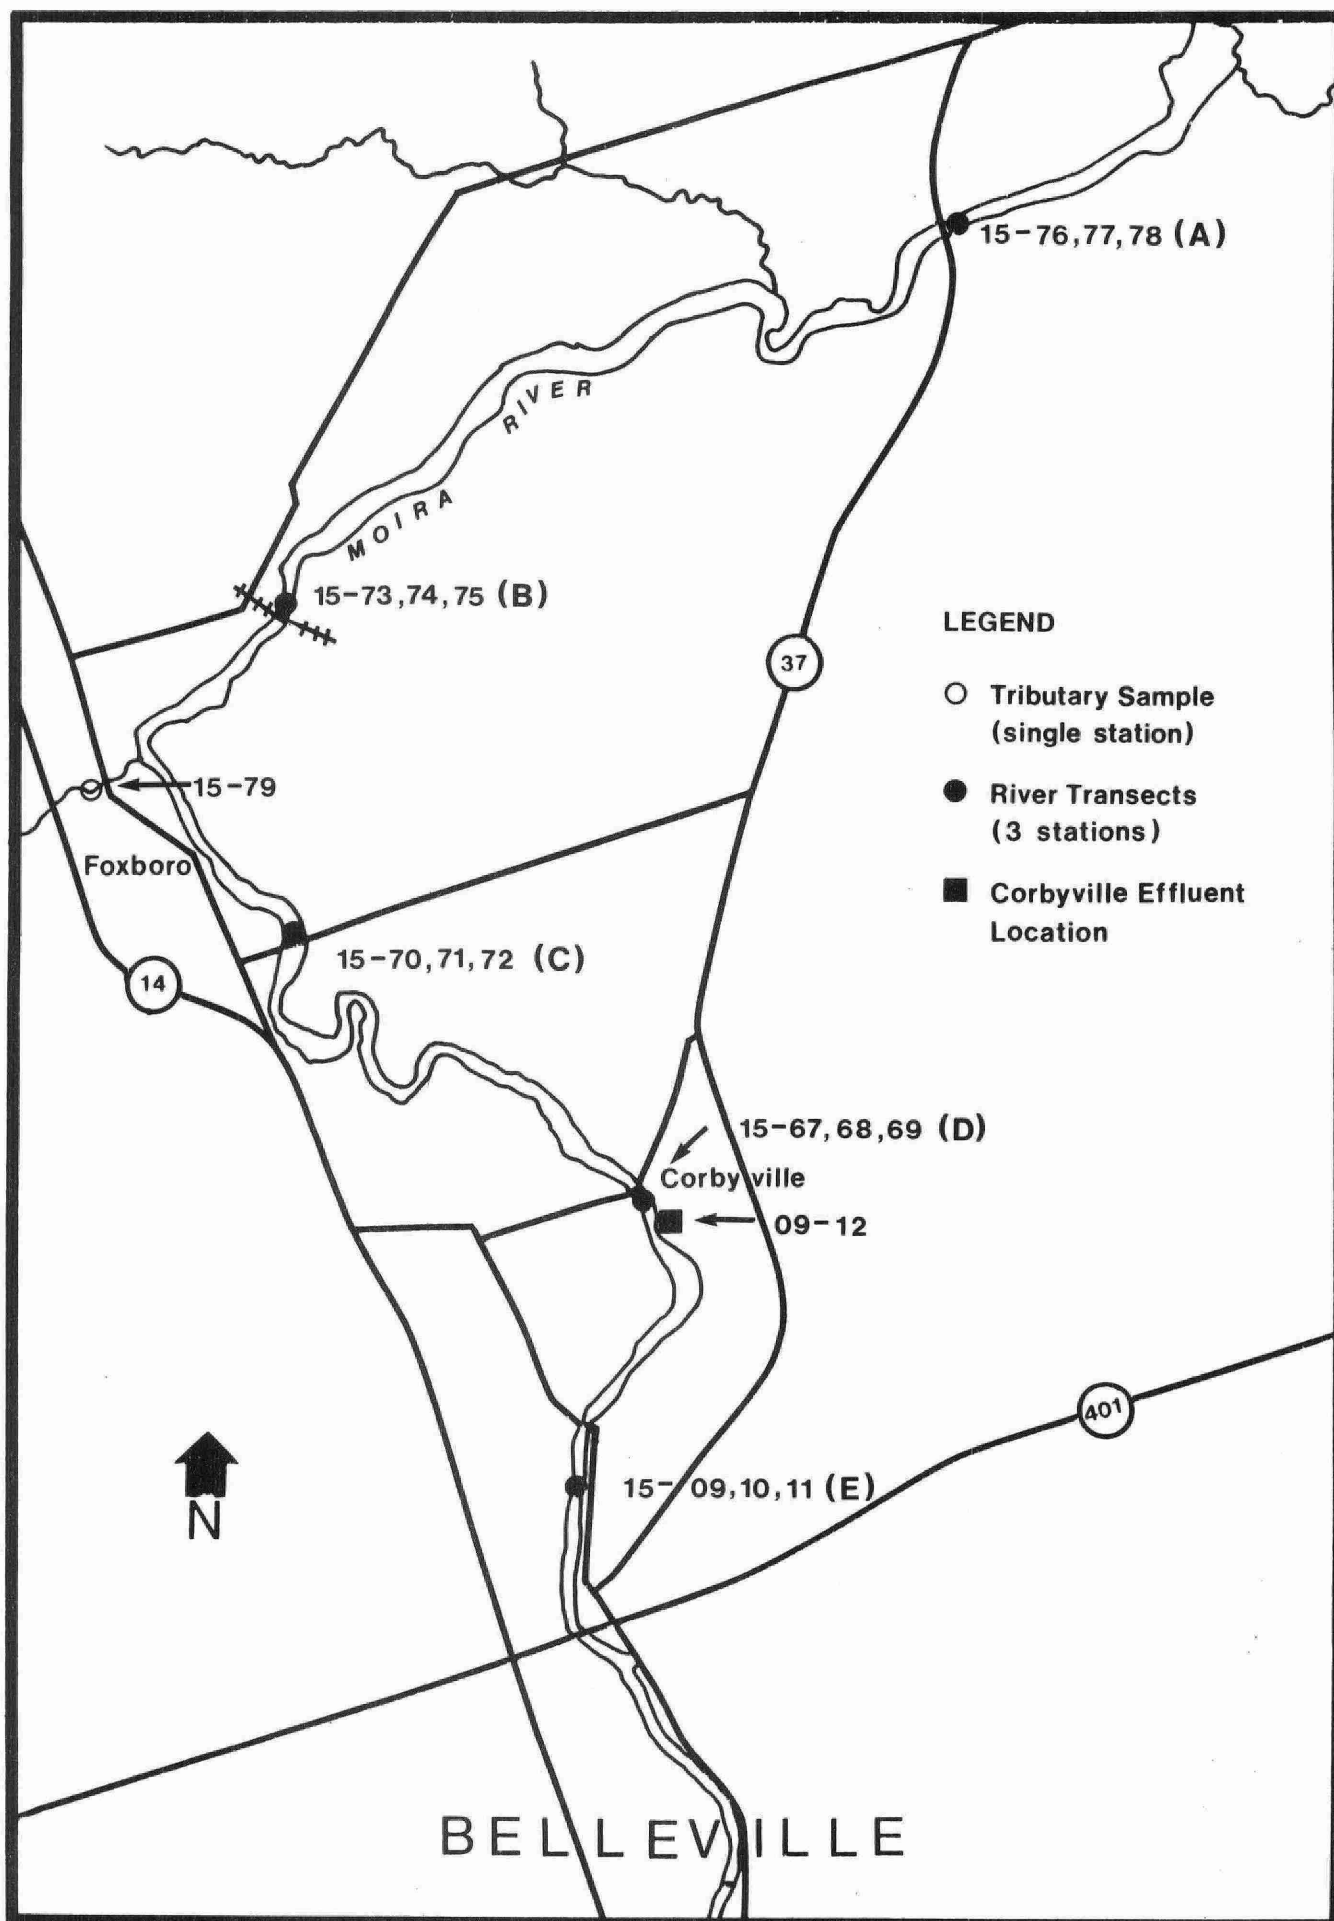 15-76,77,78 (A)
RIVER
MOIRA
15-73,74,75 (B)
LEGEND
37
Tributary Sample
(single station)
15-79
River Transects
(3 stations)
Foxboro
Corbyville Effluent
Location
15-70,71,72 (C)
14
15-67,68,69 (D)
Corbyville
09-12
401
15-09,10,11 (E)
N
BELLEVILLE